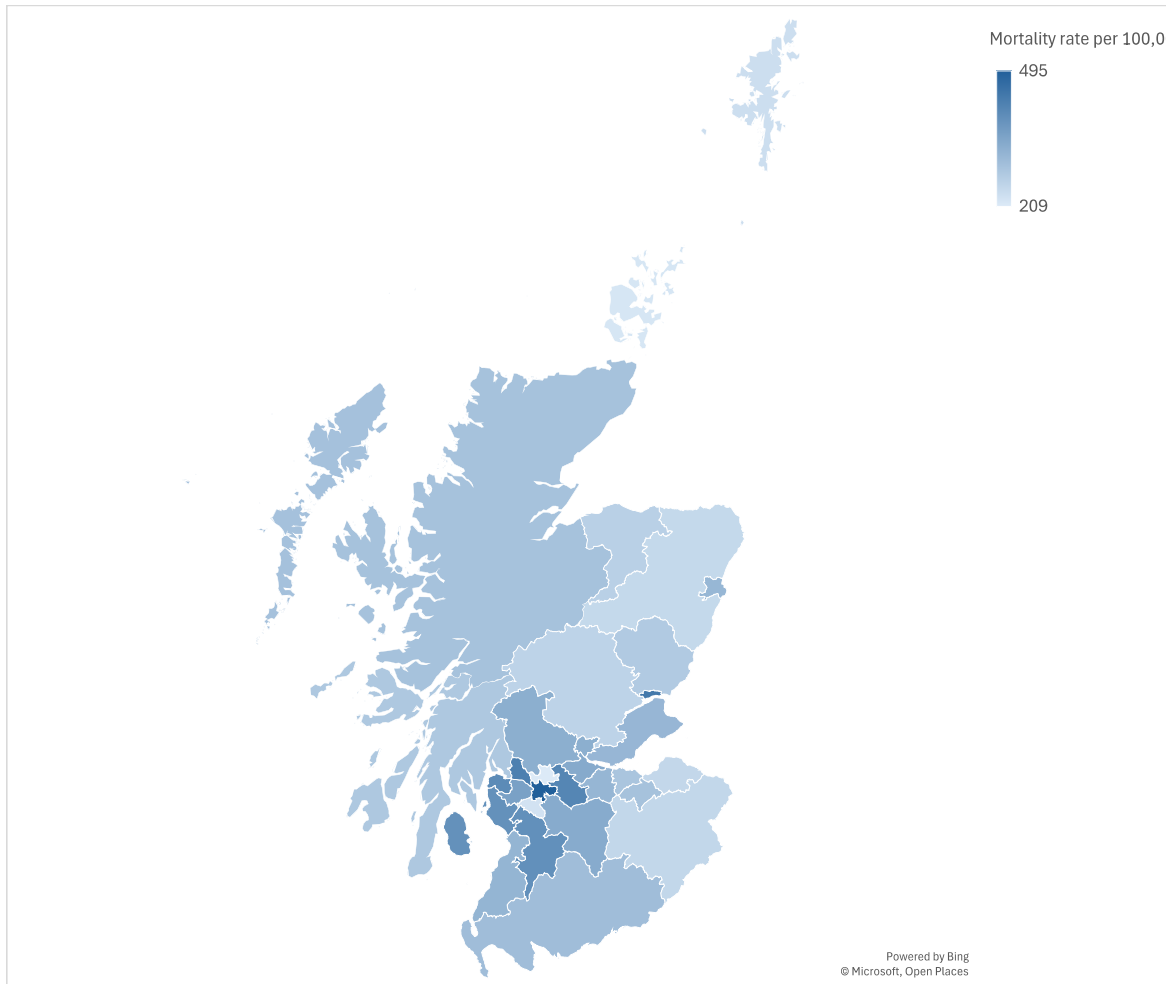 Mortality rate per 100,0
495
209
Powered by Bing
© Microsoft, Open Places